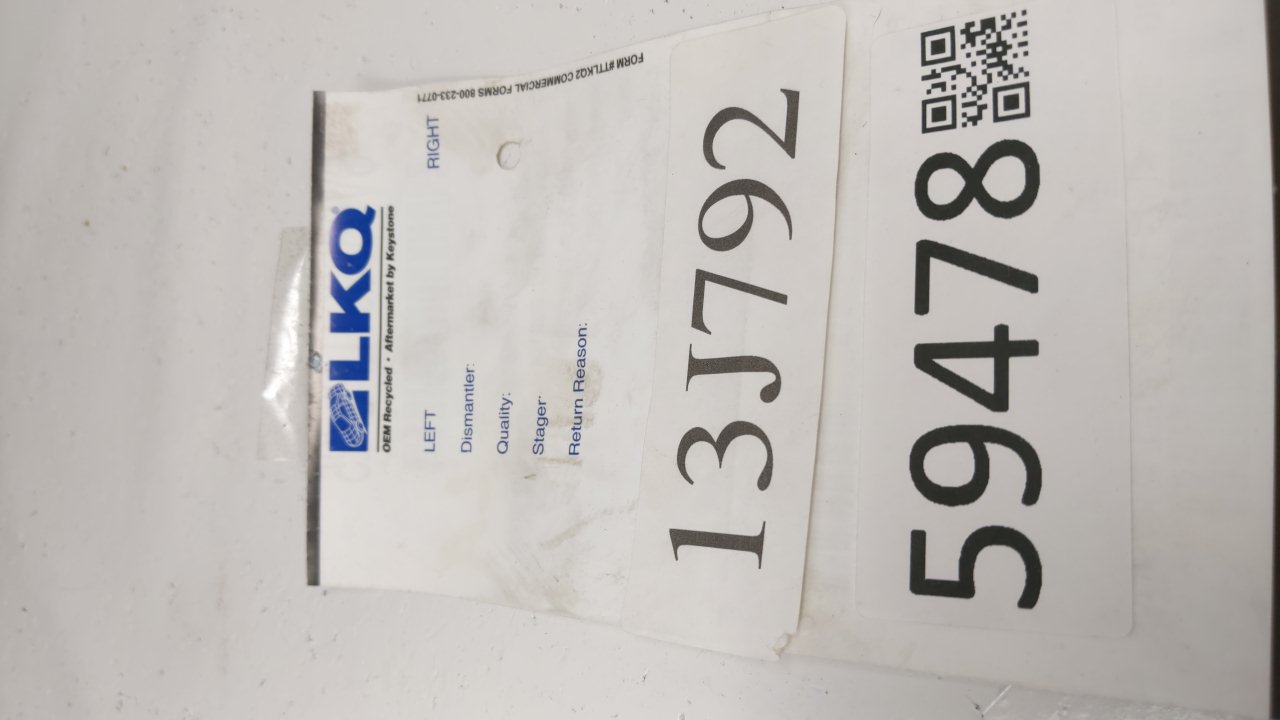 LKQ®
OEM Recycled • Aftermarket by Keystone
LEFT RIGHT
Dismantler:
Quality:
Stager:
Return Reason:
FORM #TTLKQ2 COMMERCIAL FORMS 800-233-0771
13J792
59478